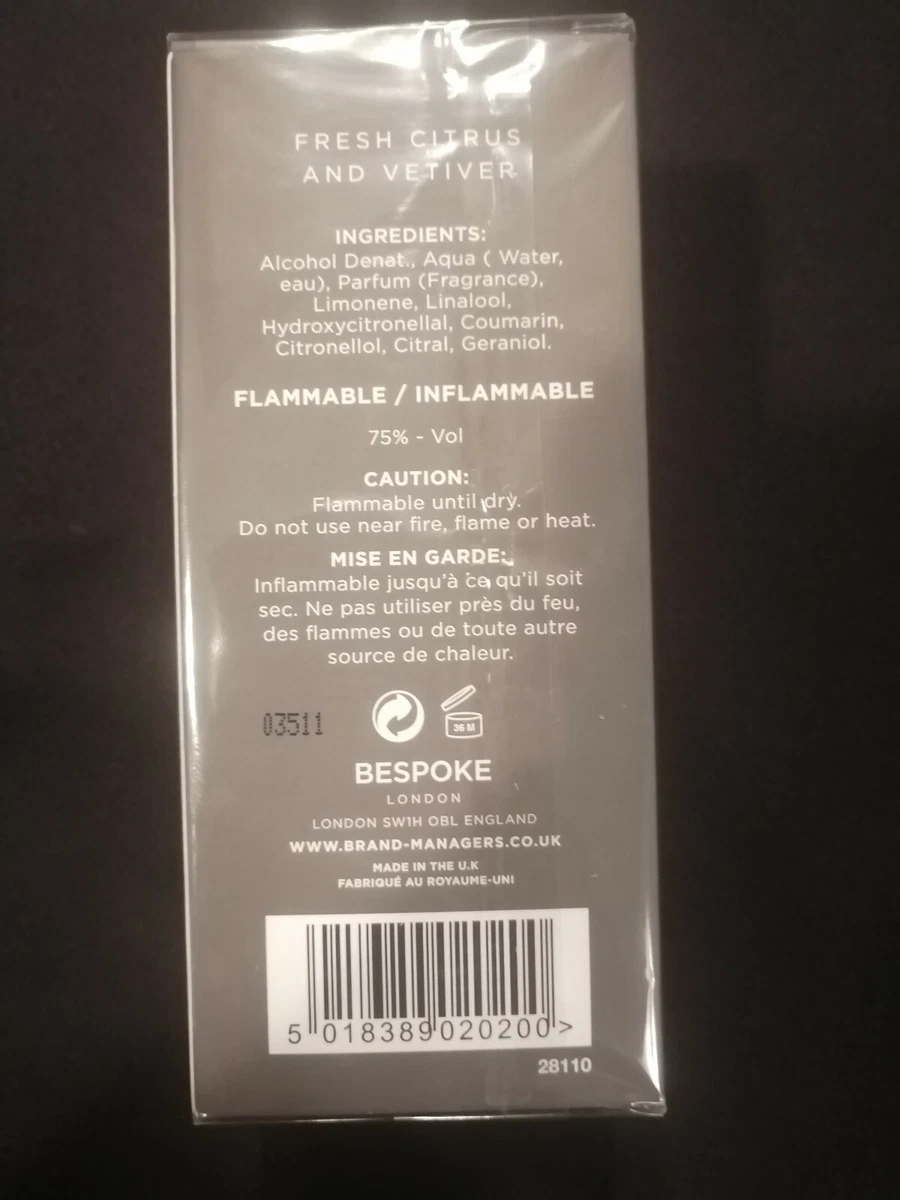 FRESH CITRUS
AND VETIVER
INGREDIENTS:
Alcohol Denat., Aqua ( Water,
eau), Parfum (Fragrance),
Limonene, Linalool,
Hydroxycitronellal, Coumarin,
Citronellol, Citral, Geraniol.
FLAMMABLE / INFLAMMABLE
75% - Vol
CAUTION:
Flammable until dry.
Do not use near fire, flame or heat.
MISE EN GARDE:
Inflammable jusqu'à ce qu'il soit
sec. Ne pas utiliser près du feu,
des flammes ou de toute autre
source de chaleur.
03511
36 M
BESPOKE
LONDON
LONDON SW1H OBL ENGLAND
WWW.BRAND-MANAGERS.CO.UK
MADE IN THE U.K
FABRIQUÉ AU ROYAUME-UNI
5 018389 020200 >
28110